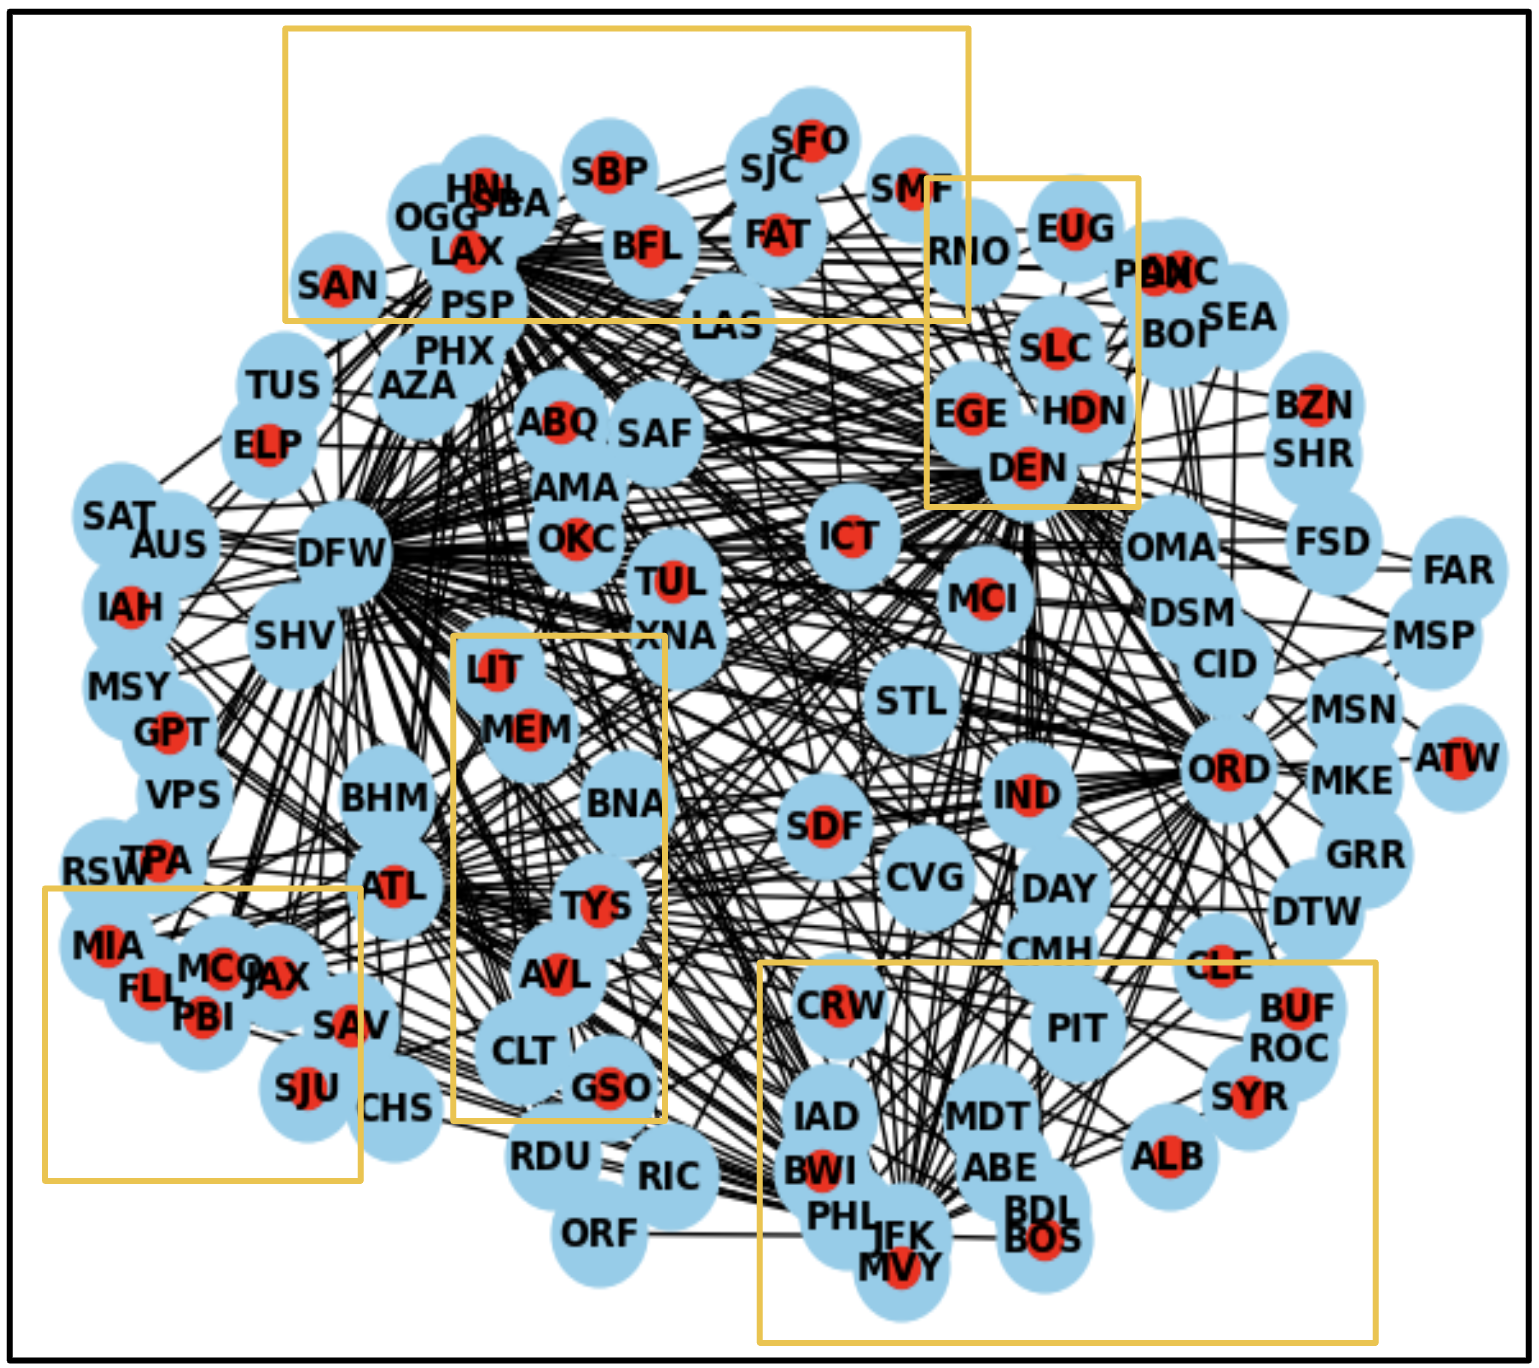 SFO
SJC
SBP
HNL
SBA
OGG
SMF
LAX
BFL
FAT
EUG
RNO
SAN
PSP
ANC
SEA
BOI
LAS
PHX
SLC
TUS
AZA
ABQ
SAF
EGE
HDN
BZN
ELP
SHR
DEN
AMA
SAT
AUS
DFW
OKC
ICT
OMA
FSD
FAR
TUL
MCI
IAH
SHV
XNA
DSM
MSP
LIT
CID
MSY
GPT
MEM
STL
MSN
ATW
VPS
BHM
BNA
IND
ORD
MKE
SDF
RSW
TPA
ATL
CVG
DAY
GRR
TYS
DTW
MIA
MCO
JAX
AVL
CMH
CLE
FLL
PBI
SAV
CRW
PIT
BUF
CLT
ROC
SJU
CHS
GSO
SYR
IAD
MDT
RDU
RIC
BWI
ABE
ALB
PHL
BDL
ORF
JFK
BOS
MVY